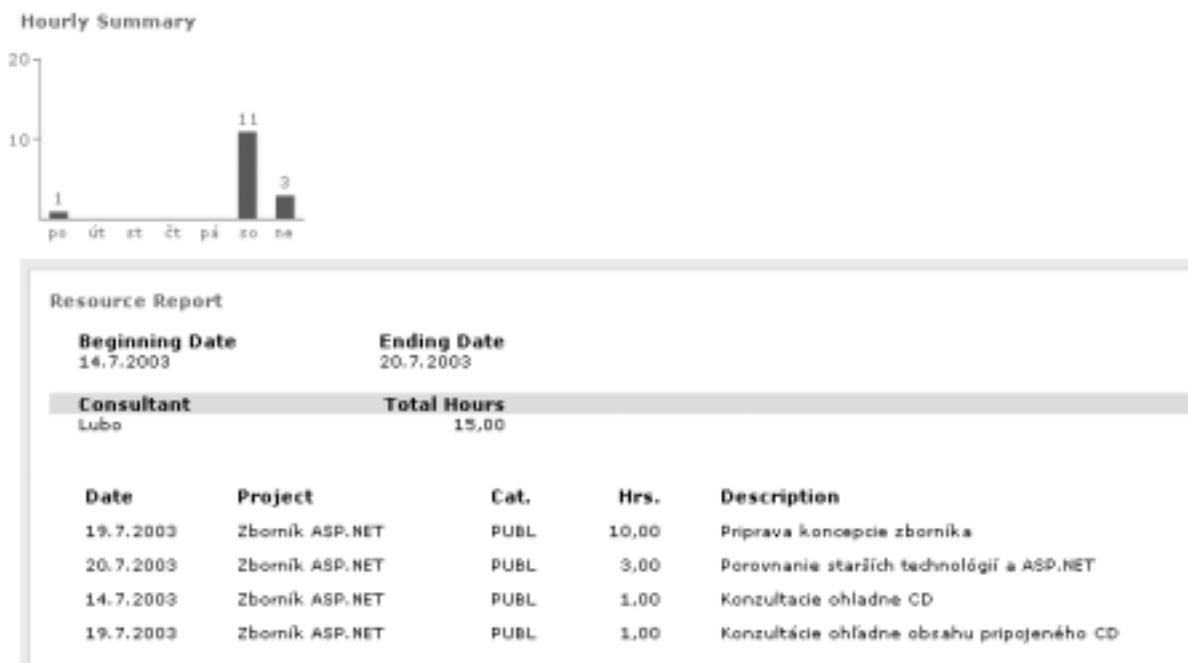 Hourly Summary
20
11
10
3
1
po út st čt pá so ne
Resource Report
Beginning Date Ending Date
14.7.2003 20.7.2003
Consultant Total Hours
Lubo 15,00
Date Project Cat. Hrs. Description
19.7.2003 Zborník ASP.NET PUBL 10,00 Priprava koncepcie zborníka
20.7.2003 Zborník ASP.NET PUBL 3,00 Porovnanie starších technológií a ASP.NET
14.7.2003 Zborník ASP.NET PUBL 1,00 Konzultacie ohladne CD
19.7.2003 Zborník ASP.NET PUBL 1,00 Konzultácie ohľadne obsahu pripojeného CD